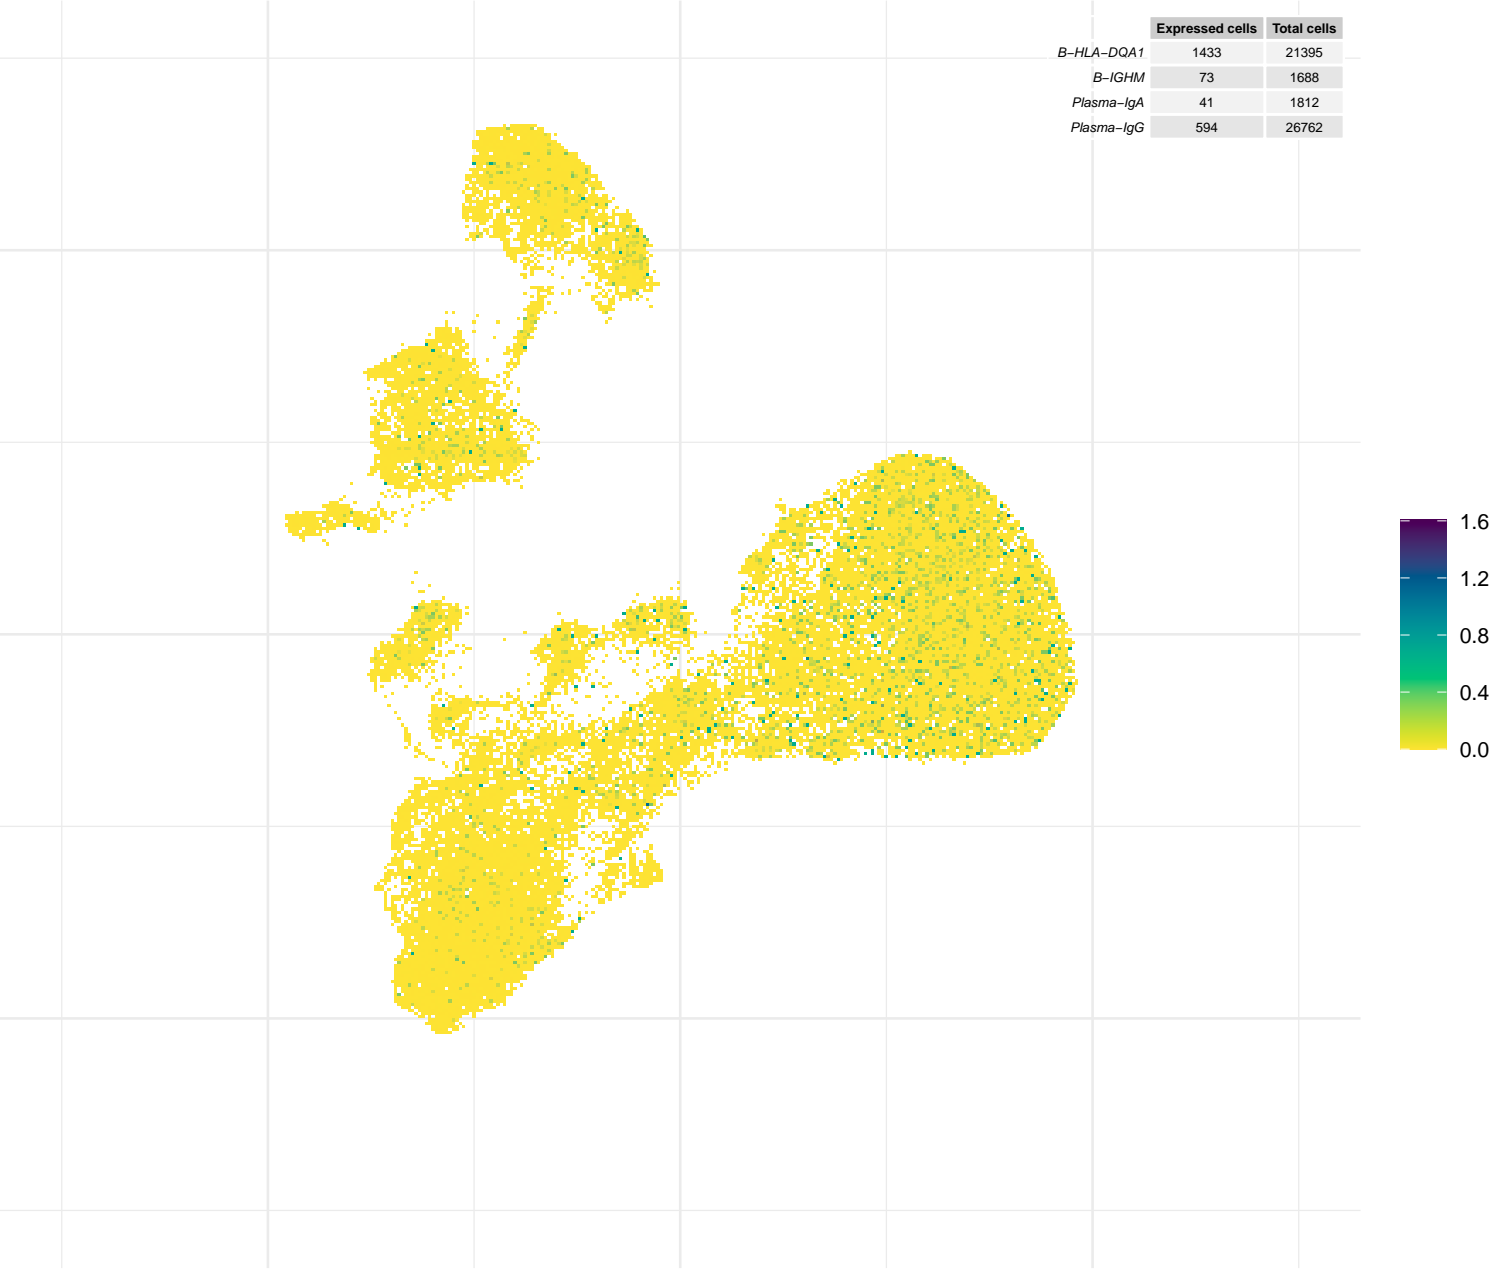 Expressed cells Total cells
B−HLA−DQA1 1433 21395
B−IGHM 73 1688
Plasma−IgA 41 1812
Plasma−IgG 594 26762
1.6
1.2
0.8
0.4
0.0